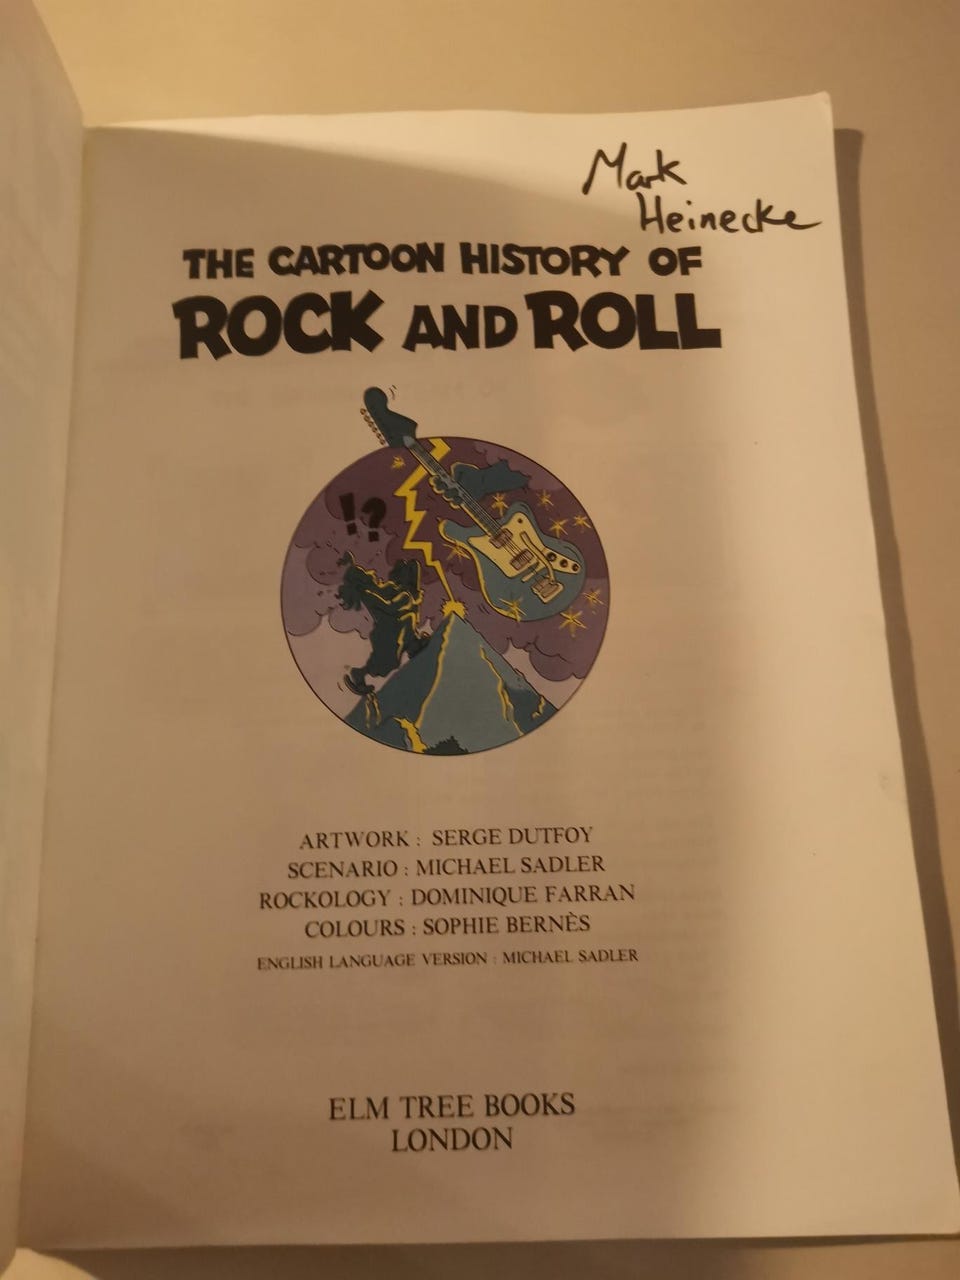 Mark
Heinecke
THE CARTOON HISTORY OF
ROCK AND ROLL
!?
ARTWORK : SERGE DUTFOY
SCENARIO : MICHAEL SADLER
ROCKOLOGY : DOMINIQUE FARRAN
COLOURS : SOPHIE BERNÈS
ENGLISH LANGUAGE VERSION : MICHAEL SADLER
ELM TREE BOOKS
LONDON